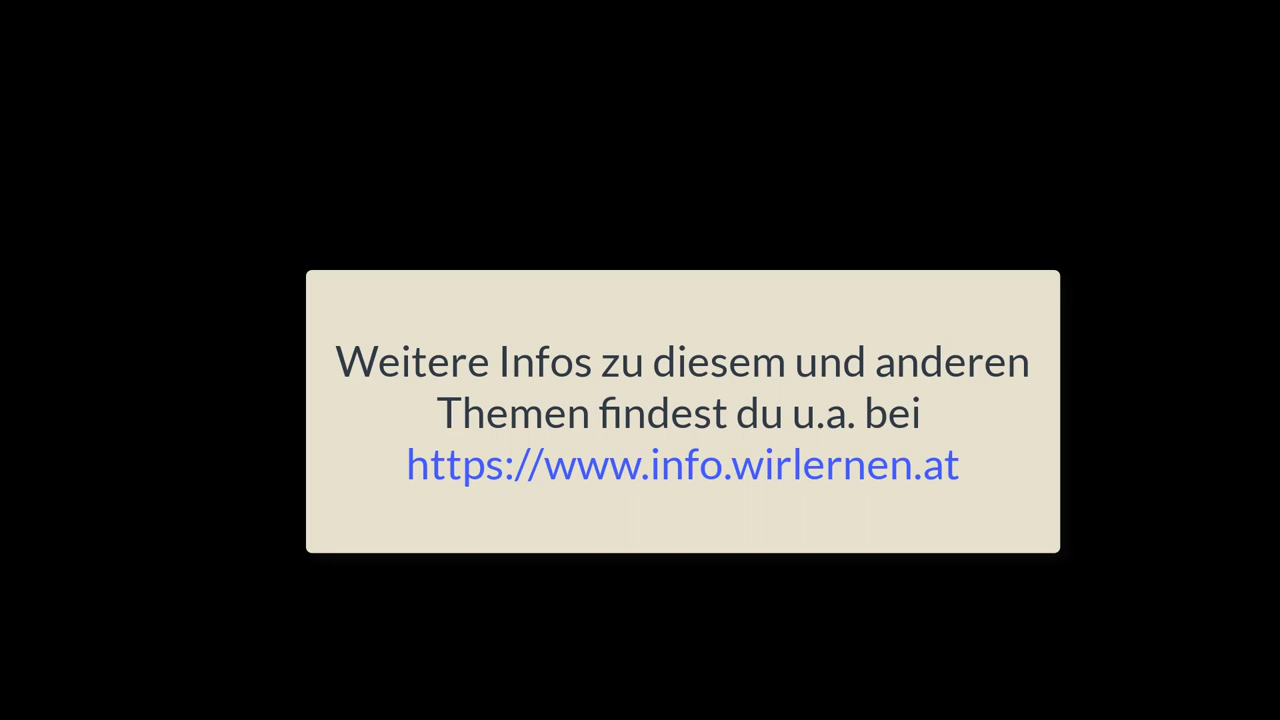 Weitere Infos zu diesem und anderen
Themen findest du u.a. bei
https://www.info.wirlernen.at